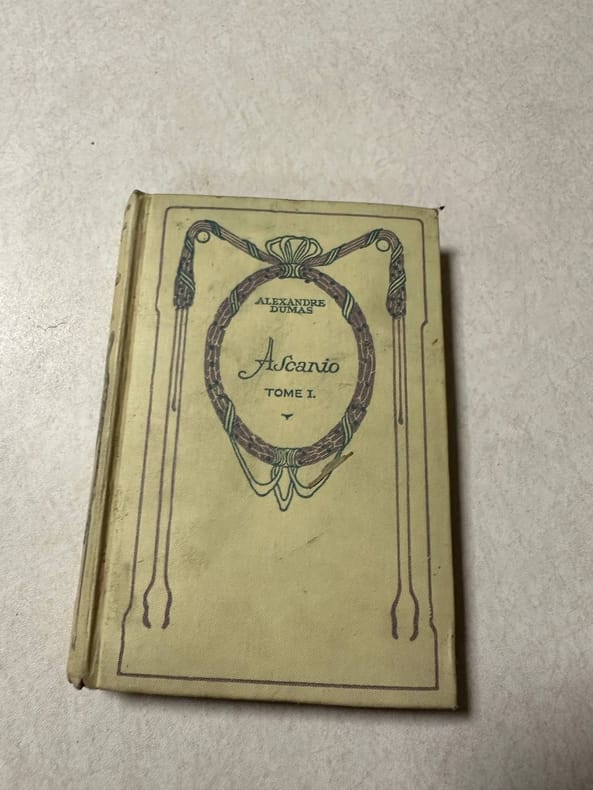 ALEXANDRE
DUMAS
Ascanio
TOME I.